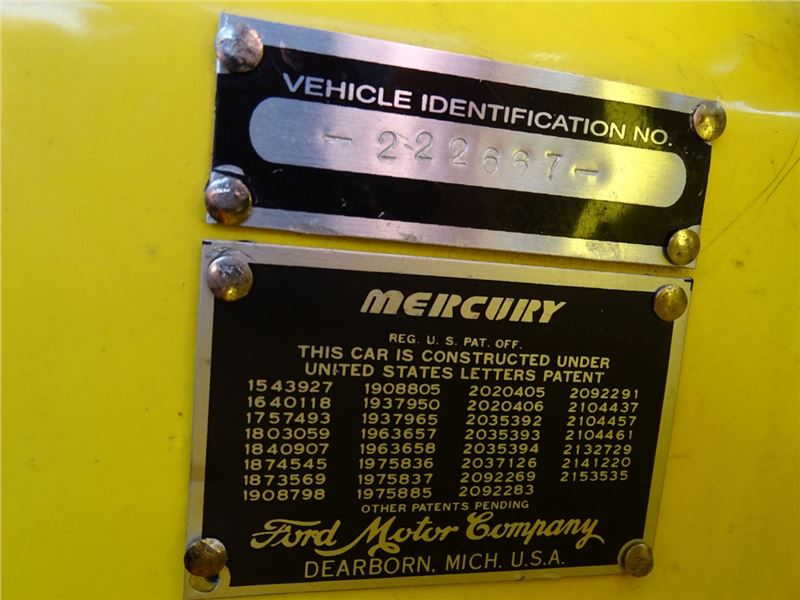 VEHICLE IDENTIFICATION NO.
- 222667 -
MERCURY
REG. U. S. PAT. OFF.
THIS CAR IS CONSTRUCTED UNDER
UNITED STATES LETTERS PATENT
1543927 1908805 2020405 2092291
1640118 1937950 2020406 2104437
1757493 1937965 2035392 2104457
1803059 1963657 2035393 2104461
1840907 1963658 2035394 2132729
1874545 1975836 2037126 2141220
1873569 1975837 2092269 2153535
1908798 1975885 2092283
OTHER PATENTS PENDING
Ford Motor Company
DEARBORN, MICH. U.S.A.